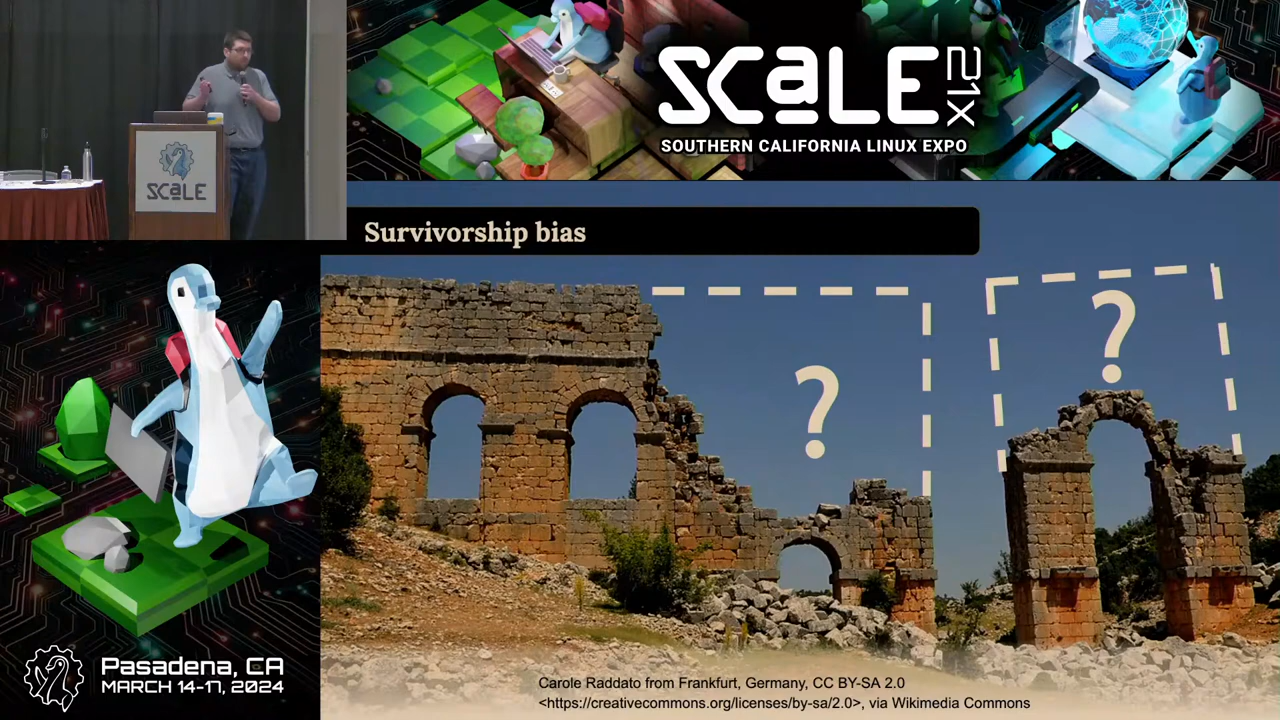 SCALE
21X
SOUTHERN CALIFORNIA LINUX EXPO
SCALE
Survivorship bias
?
?
Pasadena, CA
MARCH 14-17, 2024
Carole Raddato from Frankfurt, Germany, CC BY-SA 2.0
<https://creativecommons.org/licenses/by-sa/2.0>, via Wikimedia Commons